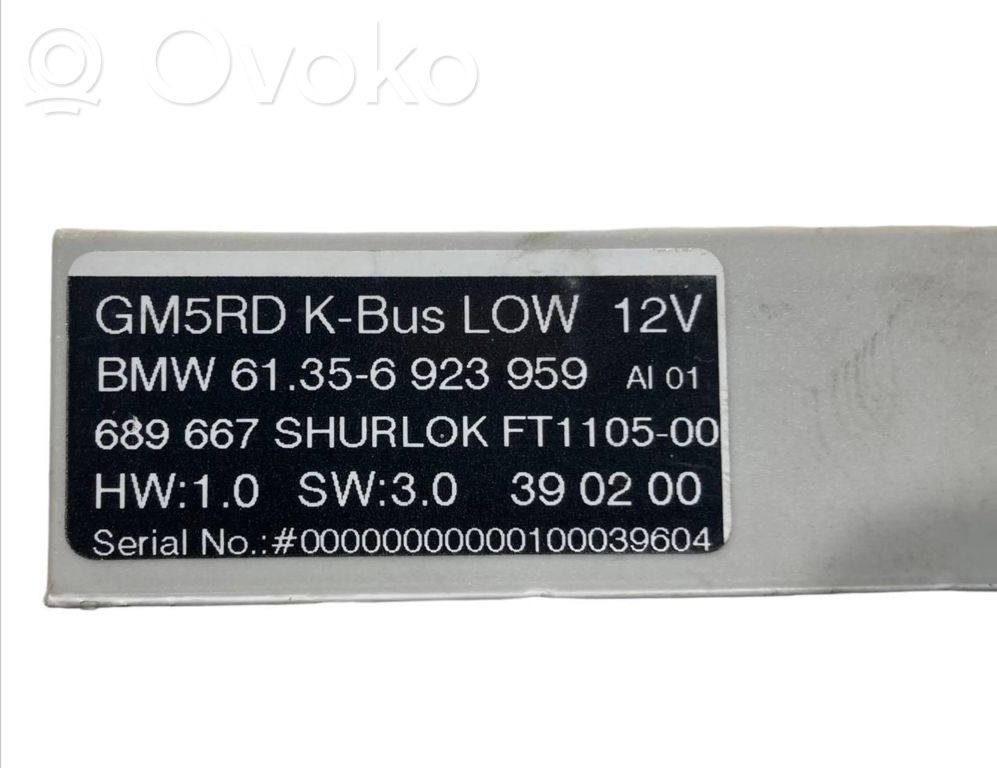 Ovoko
GM5RD K-Bus LOW 12V
BMW 61.35-6 923 959 AI 01
689 667 SHURLOK FT1105-00
HW:1.0 SW:3.0 39 02 00
Serial No.:#00000000000100039604